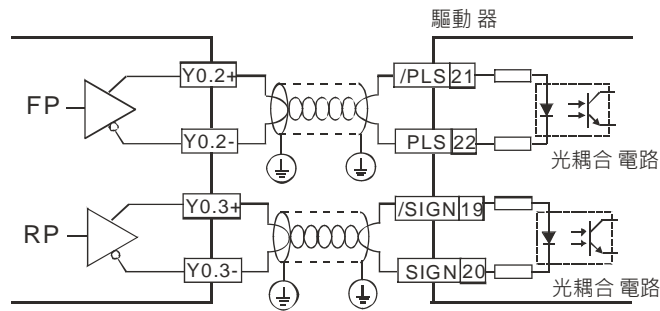 驅動 器
Y0.2+ /PLS 21
FP
Y0.2- PLS 22
光耦合 電路
Y0.3+ /SIGN 19
RP
Y0.3- SIGN 20
光耦合 電路